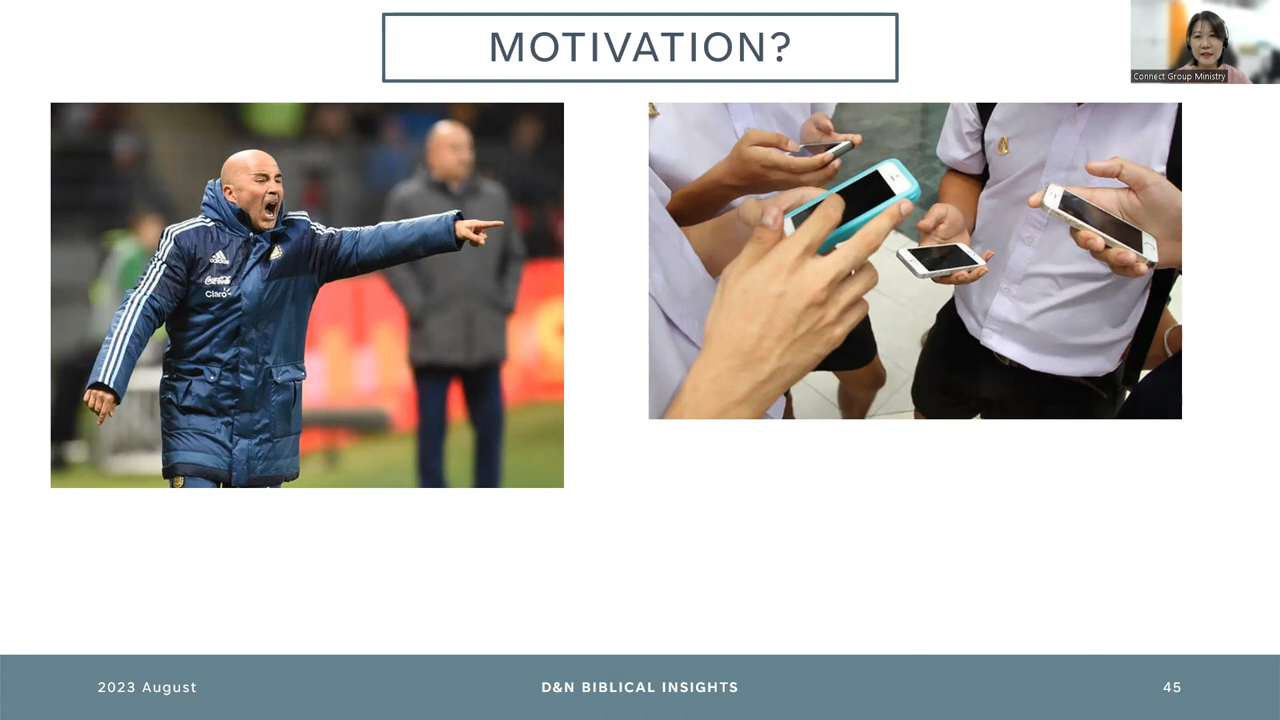 MOTIVATION?
Connect Group Ministry
adidas
Coca-Cola
Claro
2023 August
D&N BIBLICAL INSIGHTS
45